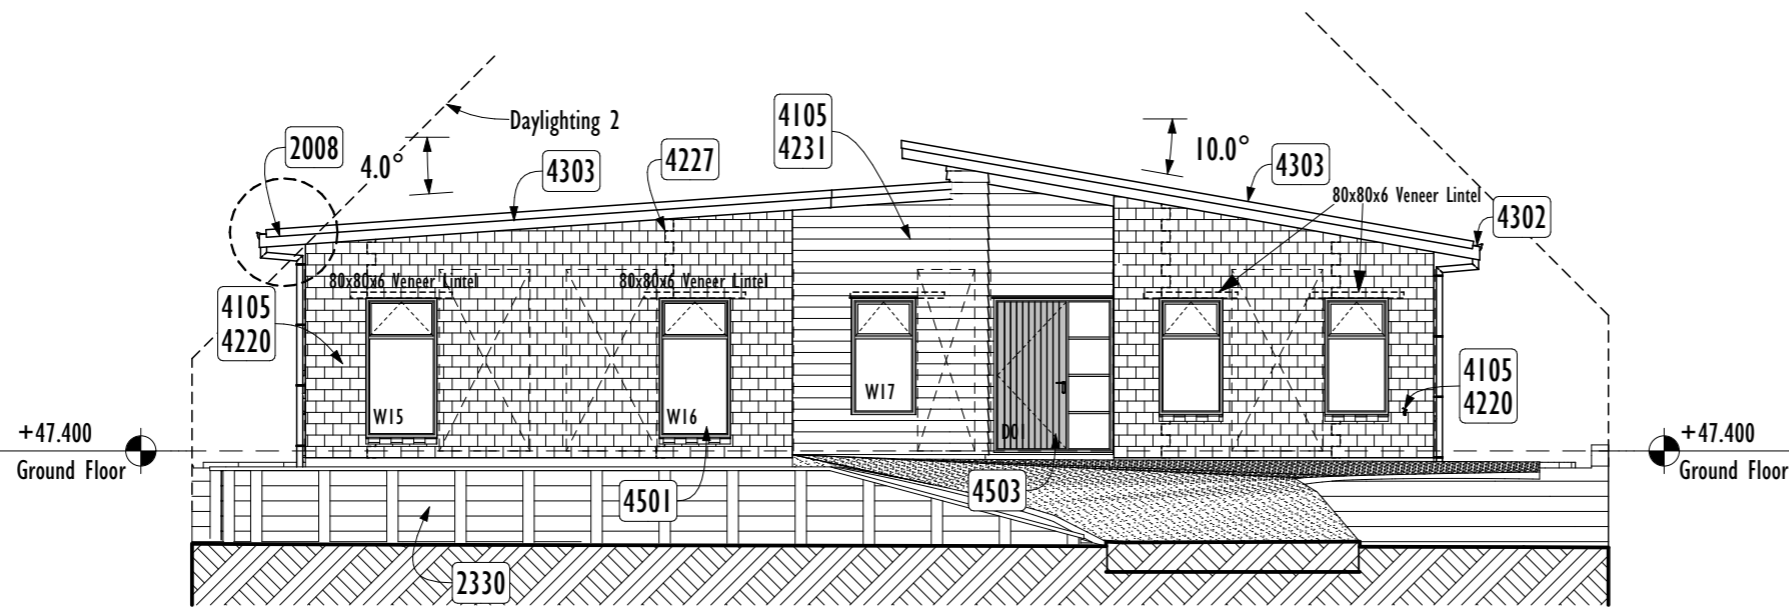 Daylighting 2
4105
4231
2008
4.0°
4303
4227
10.0°
4303
80x80x6 Veneer Lintel
4302
80x80x6 Veneer Lintel
80x80x6 Veneer Lintel
4105
4220
W15
W16
W17
D01
4105
4220
+47.400
Ground Floor
+47.400
Ground Floor
4501
4503
2330